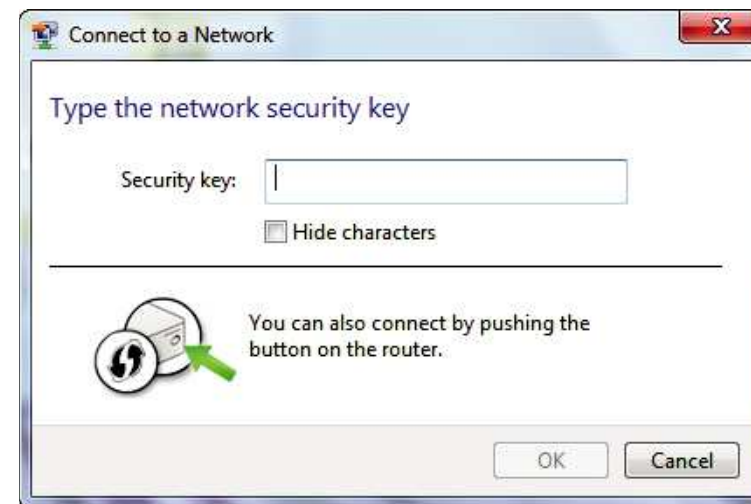 Connect to a Network
Type the network security key
Security key:
Hide characters
You can also connect by pushing the
button on the router.
OK Cancel